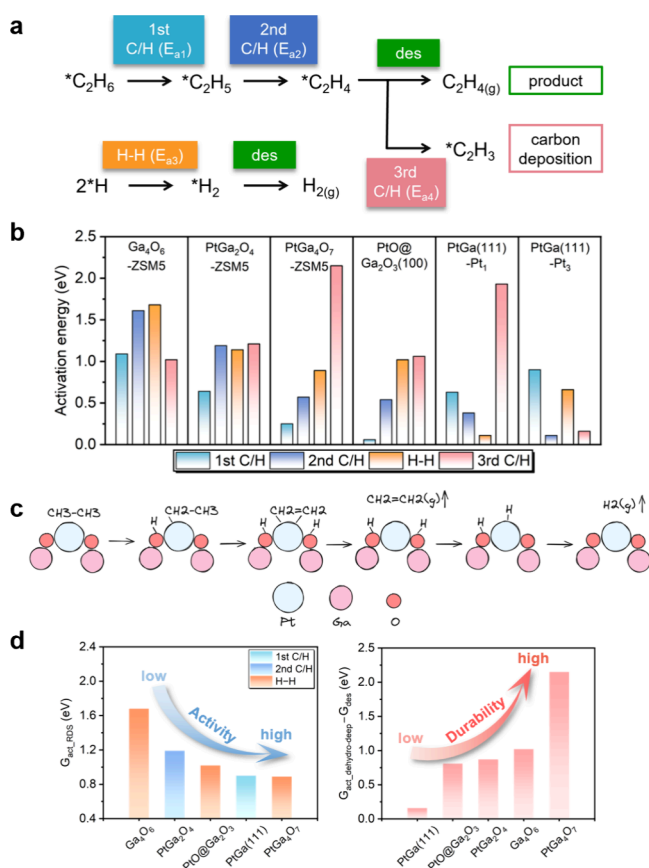 a
1st
C/H (Ea1)
2nd
C/H (Ea2)
des
*C2H6 *C2H5 *C2H4 C2H4(g) product
H-H (Ea3)
des
*C2H3
carbon
deposition
2*H *H2 H2(g)
3rd
C/H (Ea4)
b
Activation energy (eV)
2.5
2.0
1.5
1.0
0.5
0.0
Ga4O6
-ZSM5
PtGa2O4
-ZSM5
PtGa4O7
-ZSM5
PtO@
Ga2O3(100)
PtGa(111)
-Pt1
PtGa(111)
-Pt3
1st C/H 2nd C/H H-H 3rd C/H
c
CH3-CH3
H CH2-CH3
H CH2=CH2 H
CH2=CH2(g)↑
H H
H H
H2(g)↑
Pt Ga O
d
Gact_RDS (eV)
2.4
2.0
1.6
1.2
0.8
0.4
1st C/H
2nd C/H
H-H
low
Activity
high
Ga4O6
PtGa2O4
PtO@Ga2O3
PtGa(111)
PtGa4O7
Gact_dehydro-deep−Gdes (eV)
2.5
2.0
1.5
1.0
0.5
0.0
low
Durability
high
PtGa(111)
PtO@Ga2O3
PtGa2O4
Ga4O6
PtGa4O7